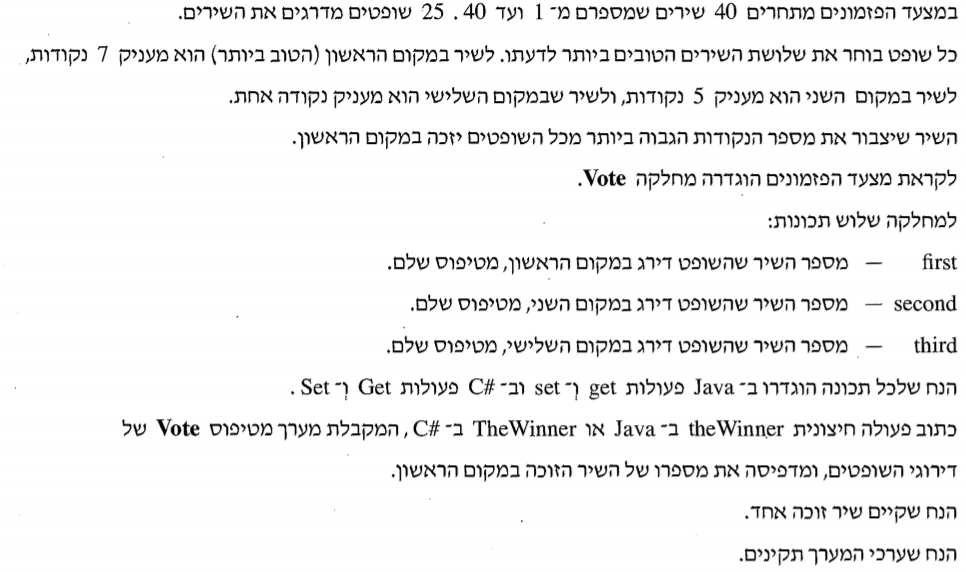 במצעד הפזמונים מתחרים 40 שירים שמספרם מ־ 1 ועד 40 . 25 שופטים מדרגים את השירים.
כל שופט בוחר את שלושת השירים הטובים ביותר לדעתו. לשיר במקום הראשון (הטוב ביותר) הוא מעניק 7 נקודות,
לשיר במקום השני הוא מעניק 5 נקודות, ולשיר שבמקום השלישי הוא מעניק נקודה אחת.
השיר שיצבור את מספר הנקודות הגבוה ביותר מכל השופטים יזכה במקום הראשון.
לקראת מצעד הפזמונים הוגדרה מחלקה Vote.
למחלקה שלוש תכונות:
first — מספר השיר שהשופט דירג במקום הראשון, מטיפוס שלם.
second — מספר השיר שהשופט דירג במקום השני, מטיפוס שלם.
third — מספר השיר שהשופט דירג במקום השלישי, מטיפוס שלם.
הנח שלכל תכונה הוגדרו ב־ Java פעולות get ו־ set וב־ C# פעולות Get ו־ Set .
כתוב פעולה חיצונית theWinner ב־ Java או TheWinner ב־ C# , המקבלת מערך מטיפוס Vote של
דירוגי השופטים, ומדפיסה את מספרו של השיר הזוכה במקום הראשון.
הנח שקיים שיר זוכה אחד.
הנח שערכי המערך תקינים.